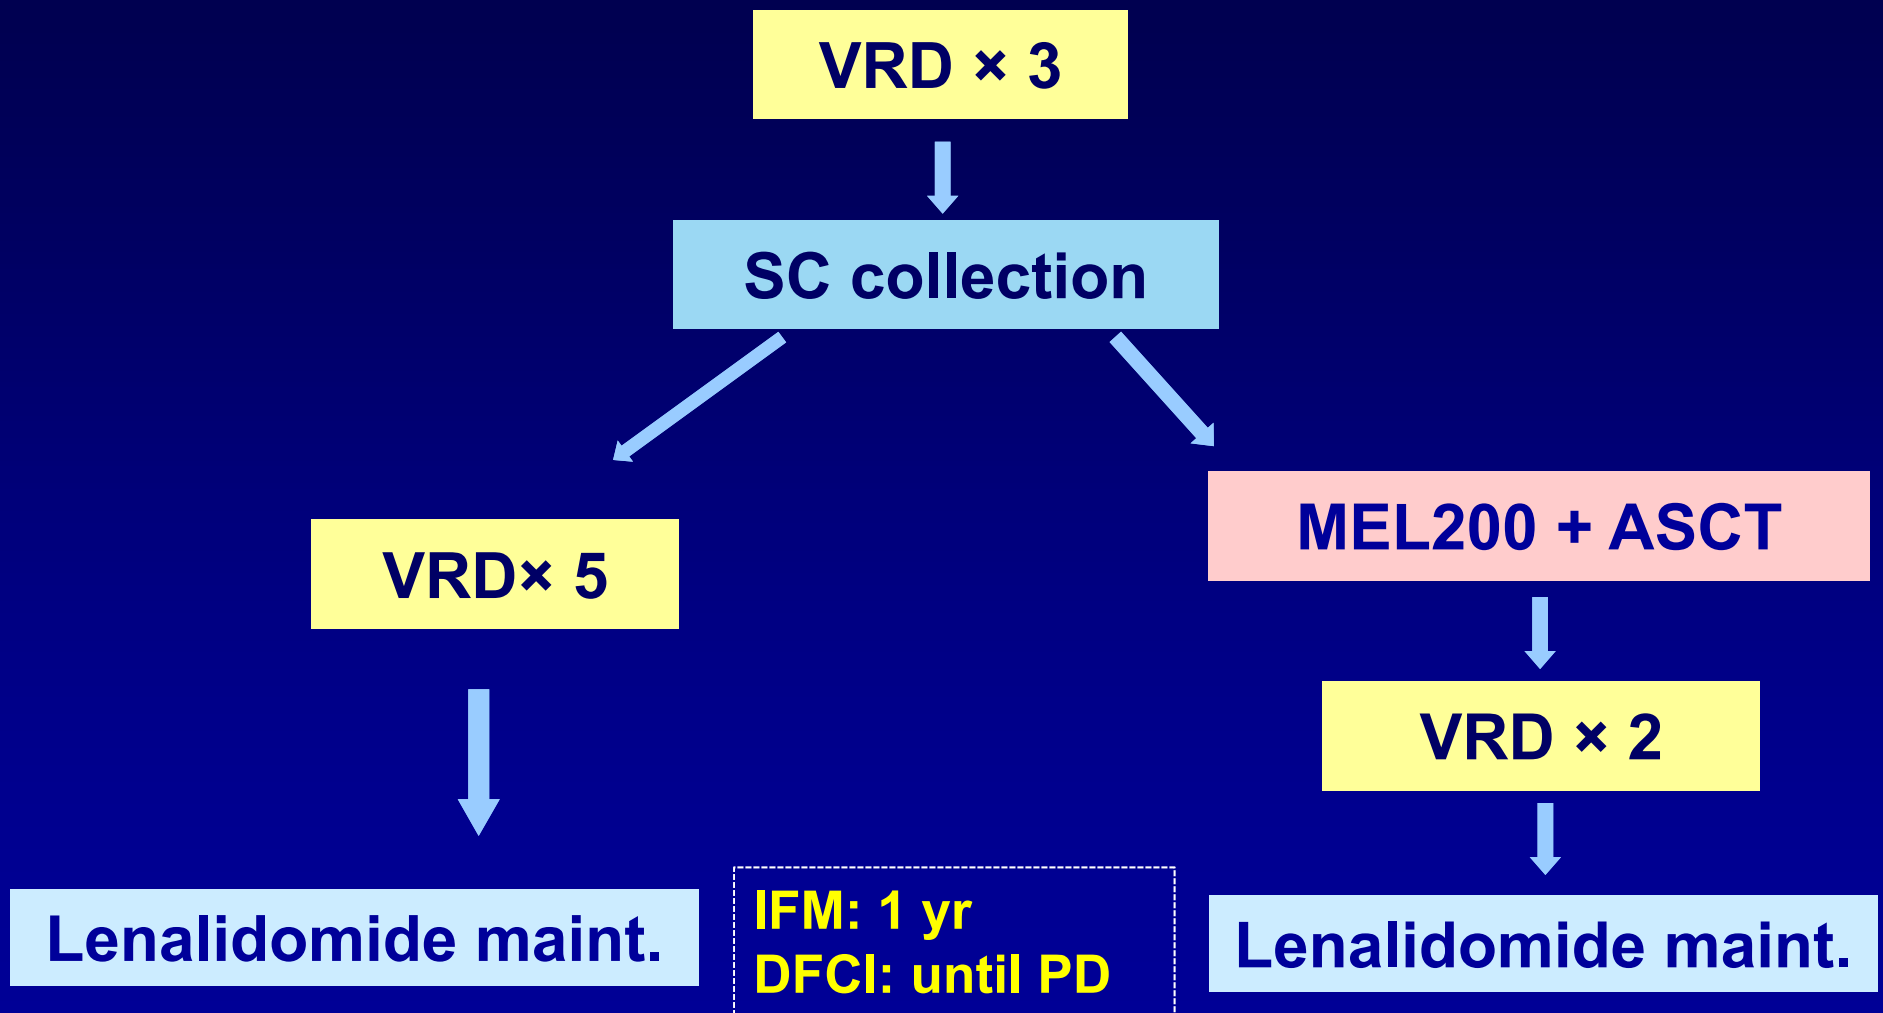 VRD × 3
SC collection
VRD× 5
MEL200 + ASCT
VRD × 2
Lenalidomide maint.
IFM: 1 yr
DFCI: until PD
Lenalidomide maint.